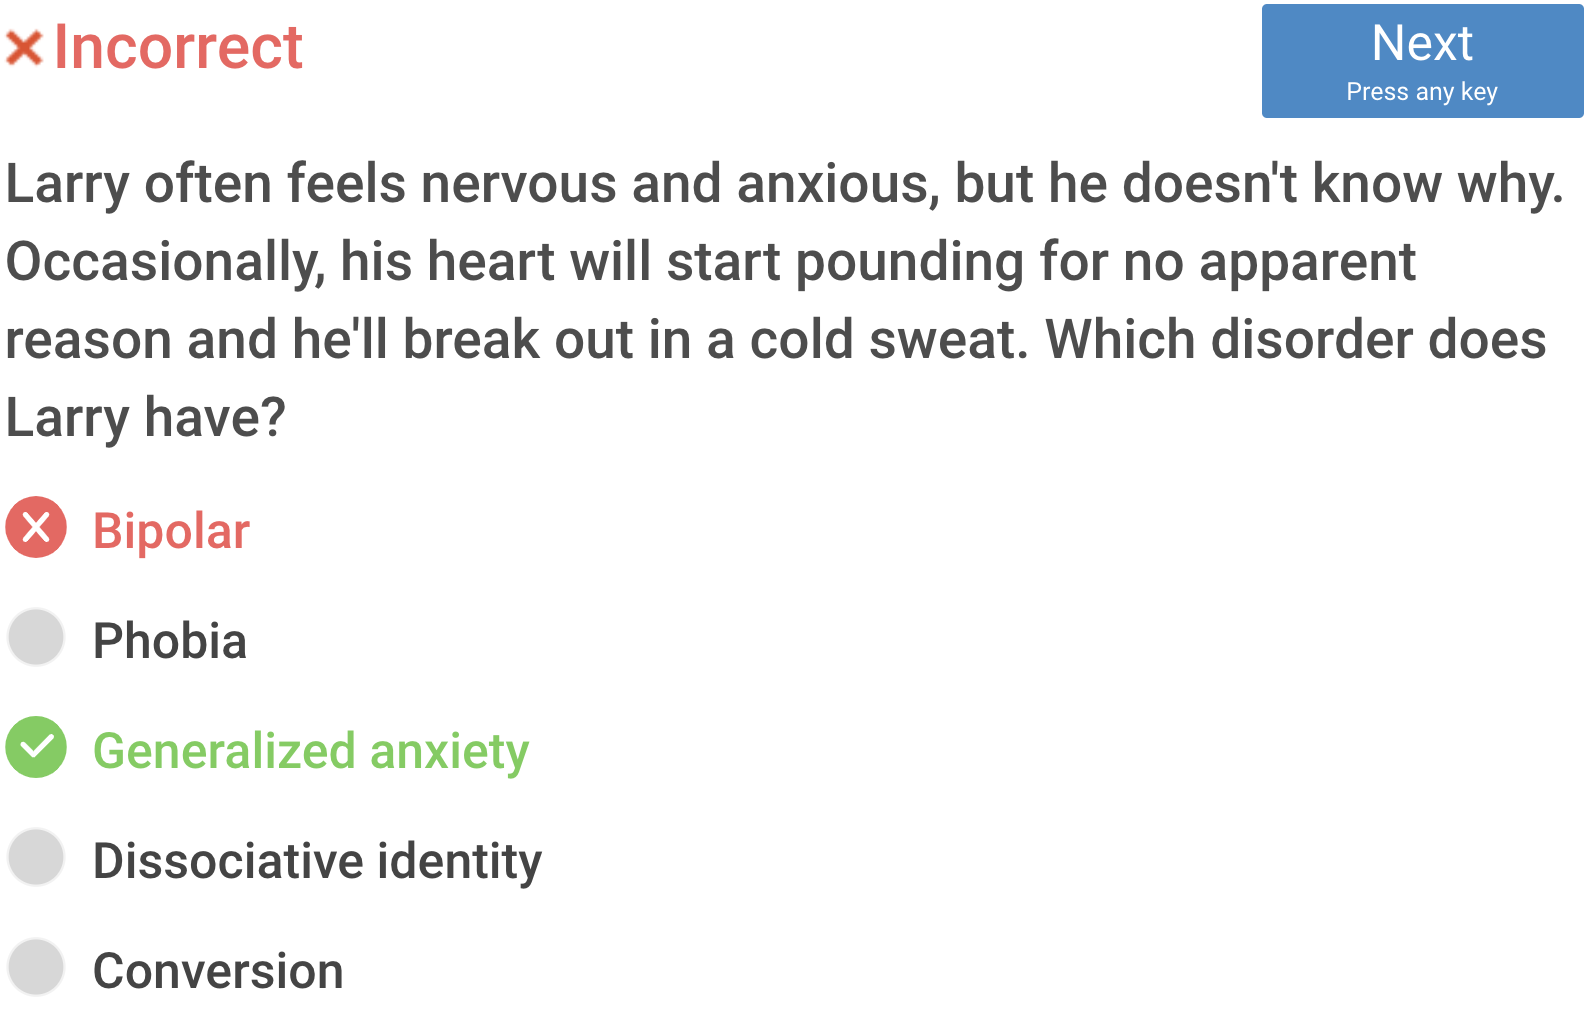 Incorrect
Next
Press any key
Larry often feels nervous and anxious, but he doesn't know why.
Occasionally, his heart will start pounding for no apparent
reason and he'll break out in a cold sweat. Which disorder does
Larry have?
Bipolar
Phobia
Generalized anxiety
Dissociative identity
Conversion